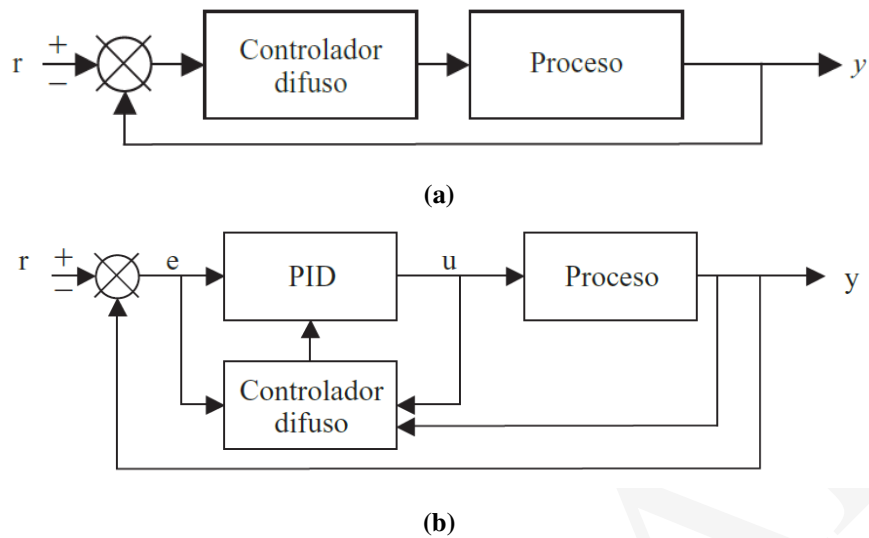 r
+
−
Controlador
difuso
Proceso
y
(a)
r
+
−
e
PID
u
Proceso
y
Controlador
difuso
(b)